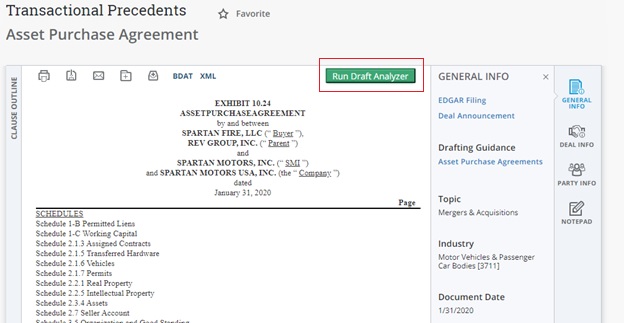 Transactional Precedents
Favorite
Asset Purchase Agreement
CLAUSE OUTLINE
BDAT XML
Run Draft Analyzer
EXHIBIT 10.24
ASSETPURCHASEAGREEMENT
by and between
SPARTAN FIRE, LLC (“ Buyer ”),
REV GROUP, INC. (“ Parent ”)
and
SPARTAN MOTORS, INC. (“ SMI ”)
and SPARTAN MOTORS USA, INC. (the “ Company ”)
dated
January 31, 2020
Page
SCHEDULES
Schedule 1-B Permitted Liens
Schedule 1-C Working Capital
Schedule 2.1.3 Assigned Contracts
Schedule 2.1.5 Transferred Hardware
Schedule 2.1.6 Vehicles
Schedule 2.1.7 Permits
Schedule 2.2.1 Real Property
Schedule 2.2.5 Intellectual Property
Schedule 2.3.4 Assets
Schedule 2.7 Seller Account
Schedule 3.5 Organization and Good Standing
GENERAL INFO
×
EDGAR Filing
Deal Announcement
Drafting Guidance
Asset Purchase Agreements
Topic
Mergers & Acquisitions
Industry
Motor Vehicles & Passenger
Car Bodies [3711]
Document Date
1/31/2020
GENERAL
INFO
DEAL INFO
PARTY INFO
NOTEPAD